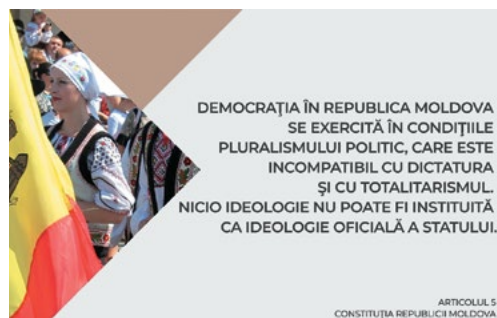 DEMOCRAȚIA ÎN REPUBLICA MOLDOVA
SE EXERCITĂ ÎN CONDIȚIILE
PLURALISMULUI POLITIC, CARE ESTE
INCOMPATIBIL CU DICTATURA
ȘI CU TOTALITARISMUL.
NICIO IDEOLOGIE NU POATE FI INSTITUITĂ
CA IDEOLOGIE OFICIALĂ A STATULUI.
ARTICOLUL 5
CONSTITUȚIA REPUBLICII MOLDOVA